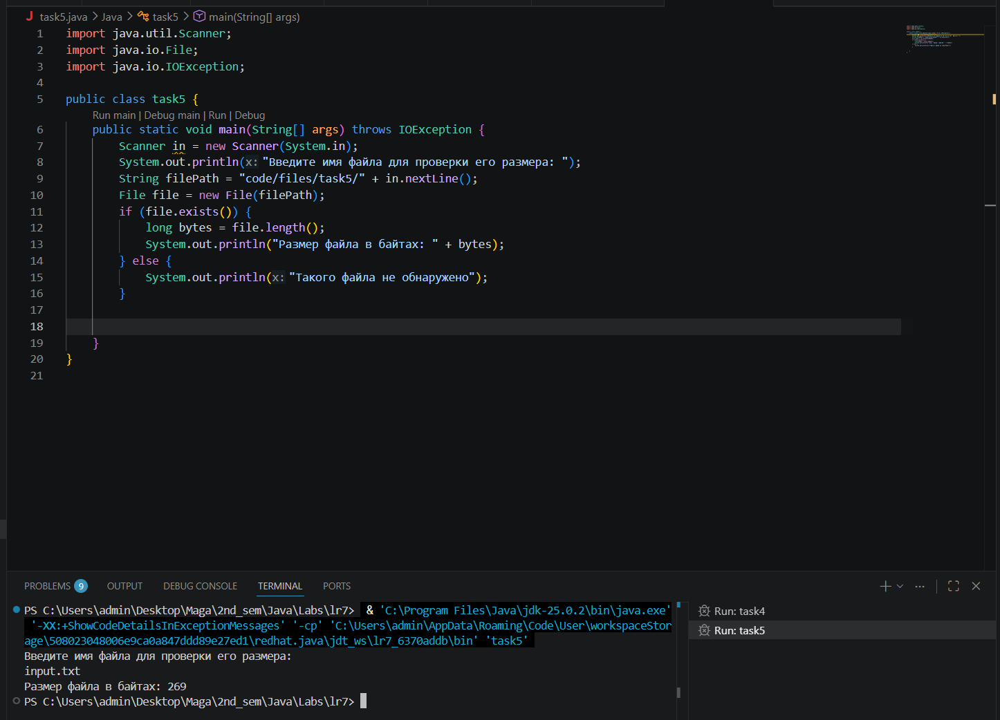 task5.java > Java > task5 > main(String[] args)
1 import java.util.Scanner;
2 import java.io.File;
3 import java.io.IOException;
4
5 public class task5 {
Run main | Debug main | Run | Debug
6 public static void main(String[] args) throws IOException {
7 Scanner in = new Scanner(System.in);
8 System.out.println(x: "Введите имя файла для проверки его размера: ");
9 String filePath = "code/files/task5/" + in.nextLine();
10 File file = new File(filePath);
11 if (file.exists()) {
12 long bytes = file.length();
13 System.out.println("Размер файла в байтах: " + bytes);
14 } else {
15 System.out.println(x: "Такого файла не обнаружено");
16 }
17
18
19 }
20 }
21
PROBLEMS 9 OUTPUT DEBUG CONSOLE TERMINAL PORTS
PS C:\Users\admin\Desktop\Maga\2nd_sem\Java\Labs\lr7> & 'C:\Program Files\Java\jdk-25.0.2\bin\java.exe'
'-XX:+ShowCodeDetailsInExceptionMessages' '-cp' 'C:\Users\admin\AppData\Roaming\Code\User\workspaceStor
age\508023048006e9ca0a847ddd89e27ed1\redhat.java\jdt_ws\lr7_6370addb\bin' 'task5'
Введите имя файла для проверки его размера:
input.txt
Размер файла в байтах: 269
PS C:\Users\admin\Desktop\Maga\2nd_sem\Java\Labs\lr7>
Run: task4
Run: task5